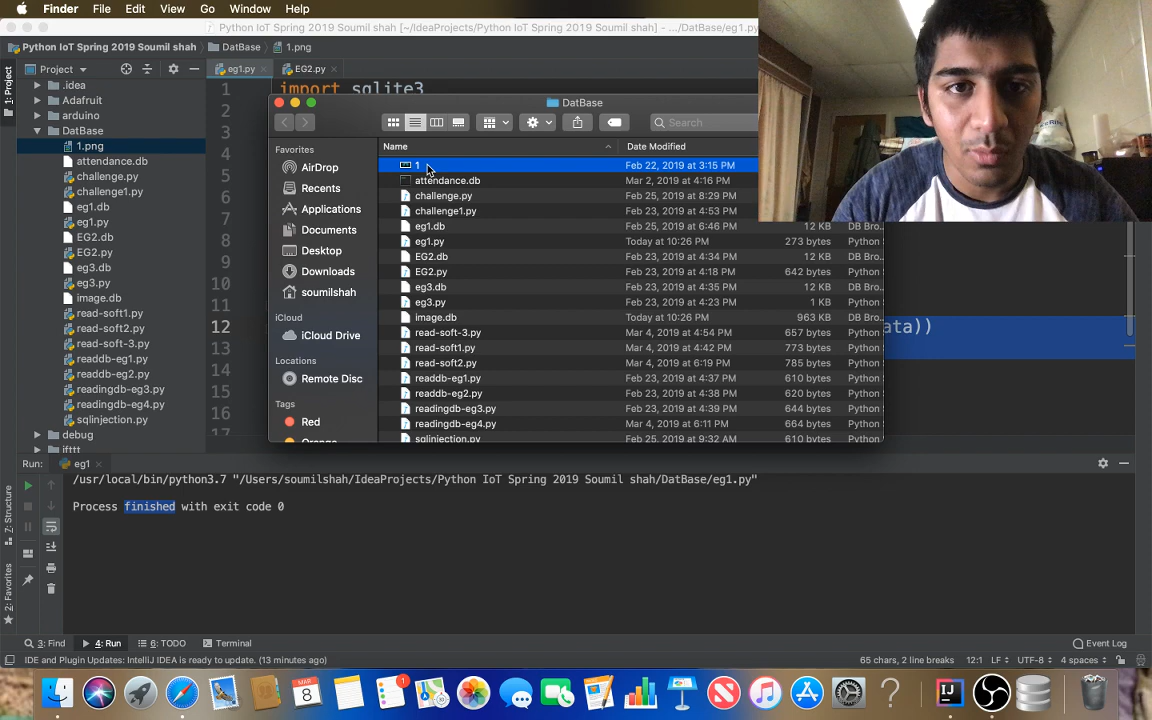 Finder File Edit View Go Window Help
Python IoT Spring 2019 Soumil shah [~/IdeaProjects/Python IoT Spring 2019 Soumil shah] - .../DatBase/eg1.py
Python IoT Spring 2019 Soumil shah DatBase 1.png
Project eg1.py EG2.py
1: Project
.idea
Adafruit
arduino
DatBase
1.png
attendance.db
challenge.py
challenge1.py
eg1.db
eg1.py
EG2.db
EG2.py
eg3.db
eg3.py
image.db
read-soft1.py
read-soft2.py
read-soft-3.py
readdb-eg1.py
readdb-eg2.py
readingdb-eg3.py
readingdb-eg4.py
sqlinjection.py
debug
ifttt
1 import sqlite3
2
3
4
5
6
7
8
9
10
11
12 ata))
13
14
15
16
17
DatBase
Search
Favorites
AirDrop
Recents
Applications
Documents
Desktop
Downloads
soumilshah
iCloud
iCloud Drive
Locations
Remote Disc
Tags
Red
Orange
Name Date Modified
1 Feb 22, 2019 at 3:15 PM
attendance.db Mar 2, 2019 at 4:16 PM
challenge.py Feb 25, 2019 at 8:29 PM
challenge1.py Feb 25, 2019 at 4:53 PM
eg1.db Feb 25, 2019 at 6:46 PM 12 KB DB Bro...
eg1.py Today at 10:26 PM 273 bytes Python
EG2.db Feb 23, 2019 at 4:34 PM 12 KB DB Bro...
EG2.py Feb 23, 2019 at 4:18 PM 642 bytes Python
eg3.db Feb 23, 2019 at 4:35 PM 12 KB DB Bro...
eg3.py Feb 23, 2019 at 4:23 PM 1 KB Python
image.db Today at 10:26 PM 963 KB DB Bro...
read-soft-3.py Mar 4, 2019 at 4:54 PM 657 bytes Python
read-soft1.py Mar 4, 2019 at 4:42 PM 773 bytes Python
read-soft2.py Mar 4, 2019 at 6:19 PM 785 bytes Python
readdb-eg1.py Feb 23, 2019 at 4:37 PM 610 bytes Python
readdb-eg2.py Feb 23, 2019 at 4:38 PM 620 bytes Python
readingdb-eg3.py Feb 23, 2019 at 4:39 PM 644 bytes Python
readingdb-eg4.py Mar 4, 2019 at 6:11 PM 664 bytes Python
sqlinjection.py Feb 25, 2019 at 9:32 AM 610 bytes Python
Run: eg1
/usr/local/bin/python3.7 "/Users/soumilshah/IdeaProjects/Python IoT Spring 2019 Soumil shah/DatBase/eg1.py"
Process finished with exit code 0
7: Structure
2: Favorites
3: Find 4: Run 6: TODO Terminal Event Log
IDE and Plugin Updates: IntelliJ IDEA is ready to update. (13 minutes ago) 65 chars, 2 line breaks 12:1 LF UTF-8 4 spaces
MAR
8
1
IJ